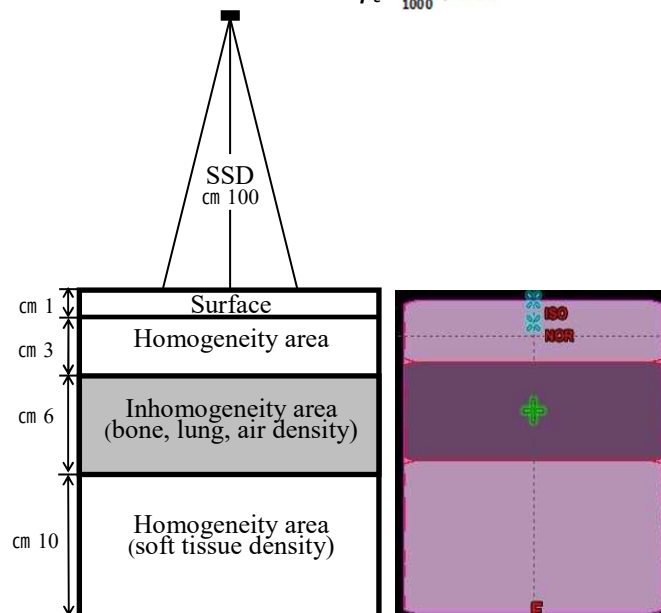 1000
SSD
cm 100
cm 1
Surface
cm 3
Homogeneity area
cm 6
Inhomogeneity area
(bone, lung, air density)
cm 10
Homogeneity area
(soft tissue density)
ISO
NOR